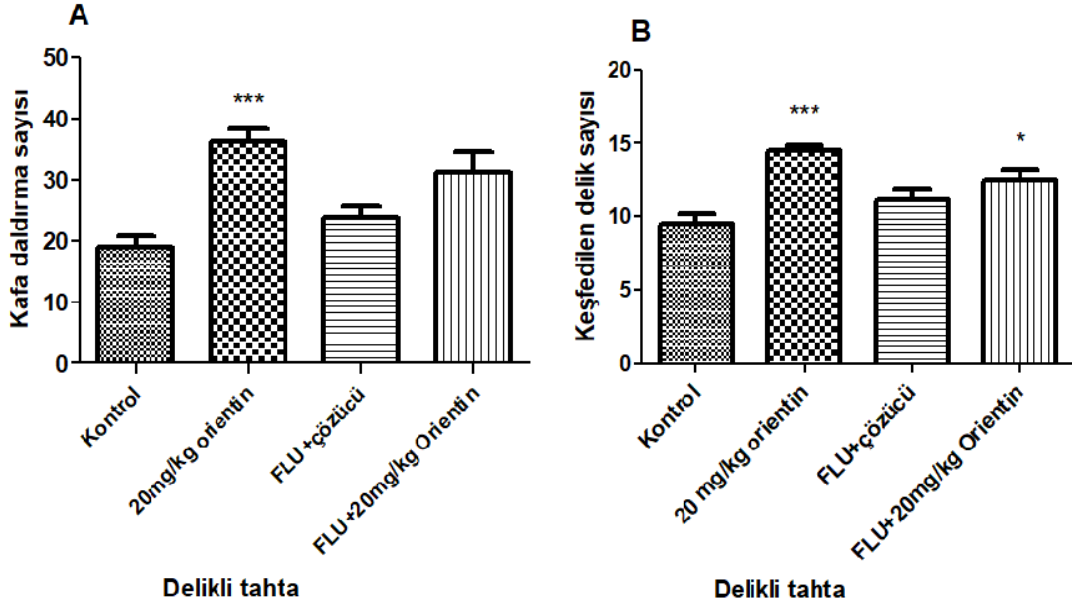 A
Kafa daldırma sayısı
50
40
30
20
10
0
***
Kontrol
20mg/kg orientin
FLU+çözücü
FLU+20mg/kg Orientin
Delikli tahta
B
Keşfedilen delik sayısı
20
15
10
5
0
***
*
Kontrol
20 mg/kg orientin
FLU+çözücü
FLU+20mg/kg Orientin
Delikli tahta